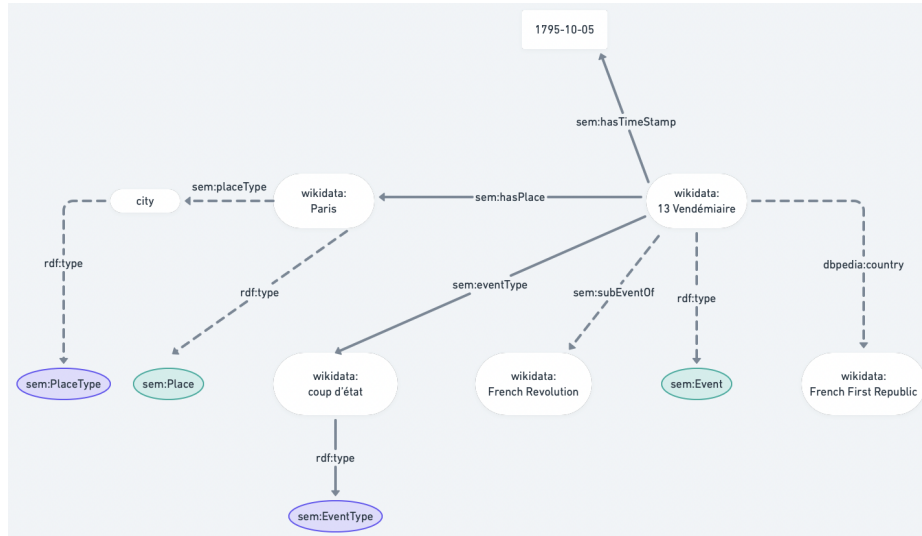 1795-10-05
sem:hasTimeStamp
sem:placeType
city
wikidata:
Paris
sem:hasPlace
wikidata:
13 Vendémiaire
rdf:type
rdf:type
sem:eventType
sem:subEventOf
rdf:type
dbpedia:country
sem:PlaceType
sem:Place
wikidata:
coup d'état
wikidata:
French Revolution
sem:Event
wikidata:
French First Republic
rdf:type
sem:EventType